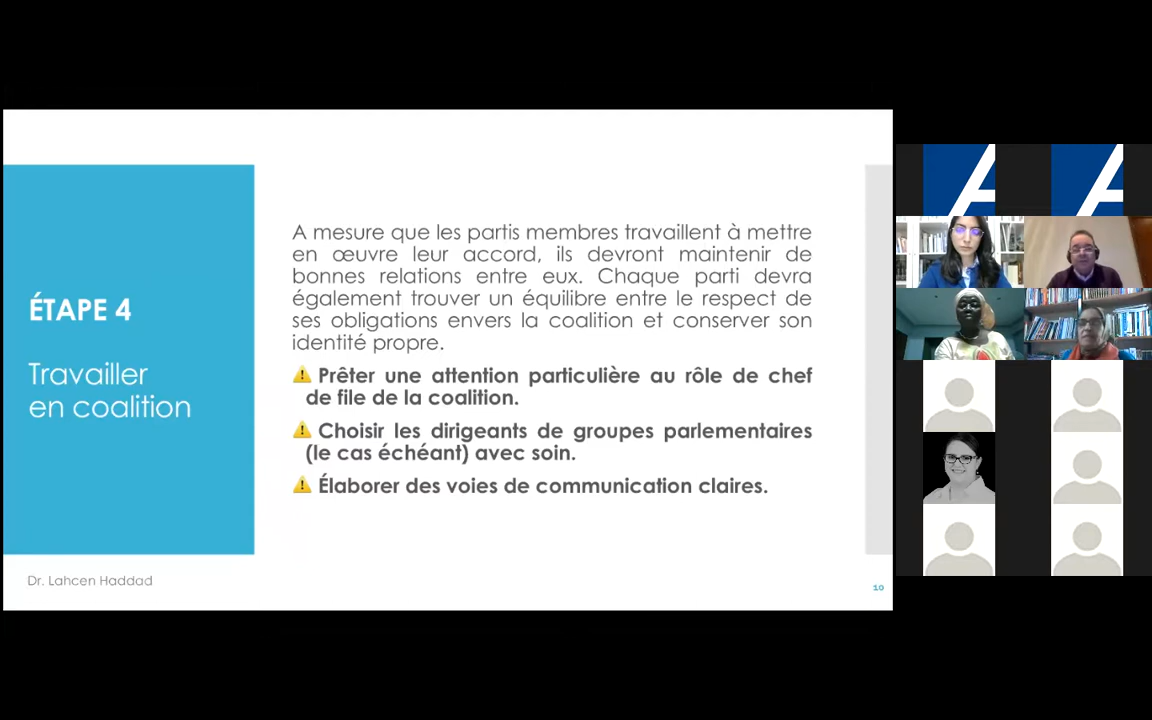 ÉTAPE 4
Travailler
en coalition
A mesure que les partis membres travaillent à mettre
en œuvre leur accord, ils devront maintenir de
bonnes relations entre eux. Chaque parti devra
également trouver un équilibre entre le respect de
ses obligations envers la coalition et conserver son
identité propre.
Prêter une attention particulière au rôle de chef
de file de la coalition.
Choisir les dirigeants de groupes parlementaires
(le cas échéant) avec soin.
Élaborer des voies de communication claires.
Dr. Lahcen Haddad
10